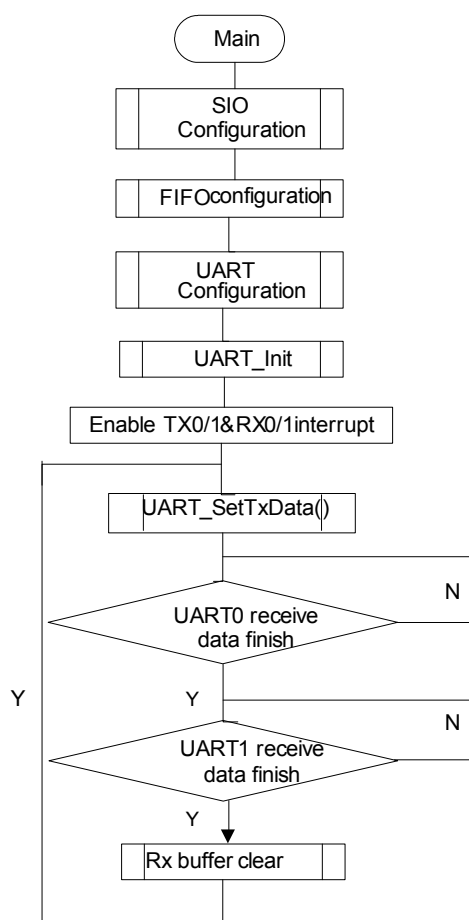 Main
SIO
Configuration
FIFOconfiguration
UART
Configuration
UART_Init
Enable TX0/1&RX0/1interrupt
UART_SetTxData()
N
UART0 receive
data finish
Y
Y
N
UART1 receive
data finish
Y
Rx buffer clear